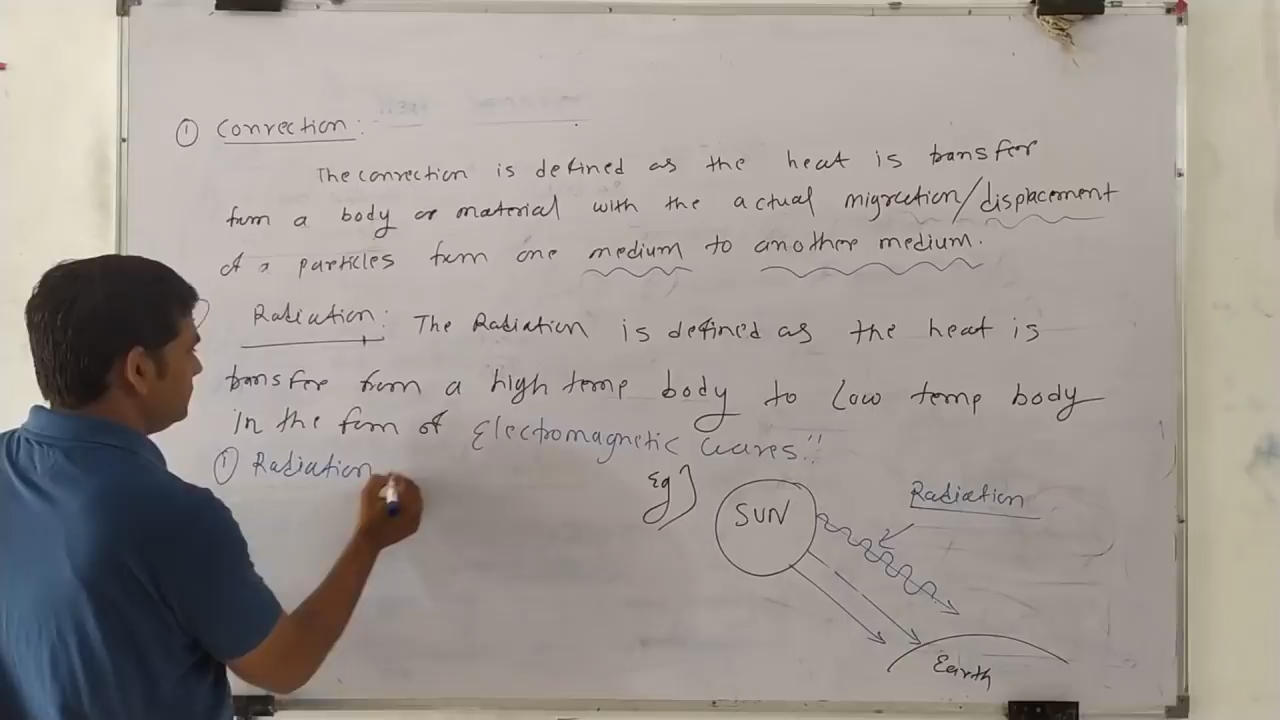 ① Convection:
The convection is defined as the heat is transfer
from a body or material with the actual migration/displacement
of particles from one medium to another medium.
Radiation: The Radiation is defined as the heat is
transfer from a high temp body to Low temp body
in the form of Electromagnetic waves!!
① Radiation
Eg)
SUN
Radiation
Earth